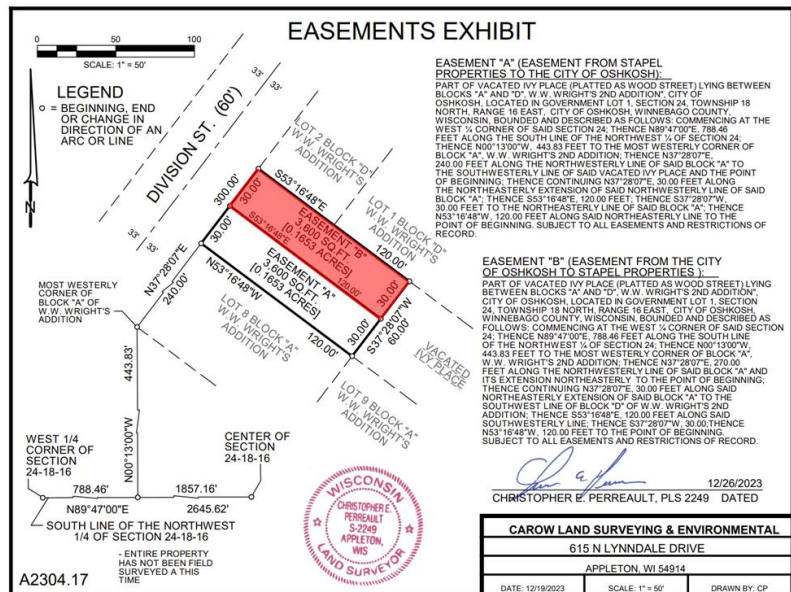 EASEMENTS EXHIBIT
0 50 100
SCALE: 1" = 50'
LEGEND
= BEGINNING, END
OR CHANGE IN
DIRECTION OF AN
ARC OR LINE
N
33'
33'
DIVISION ST. (60')
33'
33'
LOT 2 BLOCK "D"
W.W. WRIGHT'S
ADDITION
LOT 1 BLOCK "D"
W.W. WRIGHT'S
ADDITION
300.00'
30.00'
S53°16'48"E
120.00'
EASEMENT "B"
3,600 SQ.FT.
[0.1653 ACRES]
30.00'
S53°16'48"E
120.00'
30.00'
EASEMENT "A"
3,600 SQ.FT.
[0.1653 ACRES]
30.00'
S37°28'07"W
60.00'
N53°16'48"W
120.00'
N37°28'07"E
240.00'
LOT 8 BLOCK "A"
W.W. WRIGHT'S
ADDITION
LOT 9 BLOCK "A"
W.W. WRIGHT'S
ADDITION
VACATED
IVY PLACE
MOST WESTERLY
CORNER OF
BLOCK "A" OF
W.W. WRIGHT'S
ADDITION
443.83'
N00°13'00"W
WEST 1/4
CORNER OF
SECTION
24-18-16
CENTER OF
SECTION
24-18-16
788.46'
1857.16'
N89°47'00"E
2645.62'
SOUTH LINE OF THE NORTHWEST
1/4 OF SECTION 24-18-16
- ENTIRE PROPERTY
HAS NOT BEEN FIELD
SURVEYED A THIS
TIME
A2304.17
WISCONSIN
CHRISTOPHER E.
PERREAULT
S-2249
APPLETON,
WIS
LAND SURVEYOR
EASEMENT "A" (EASEMENT FROM STAPEL
PROPERTIES TO THE CITY OF OSHKOSH):
PART OF VACATED IVY PLACE (PLATTED AS WOOD STREET) LYING BETWEEN
BLOCKS "A" AND "D", W.W. WRIGHT'S 2ND ADDITION", CITY OF
OSHKOSH, LOCATED IN GOVERNMENT LOT 1, SECTION 24, TOWNSHIP 18
NORTH, RANGE 16 EAST, CITY OF OSHKOSH, WINNEBAGO COUNTY,
WISCONSIN, BOUNDED AND DESCRIBED AS FOLLOWS: COMMENCING AT THE
WEST ¼ CORNER OF SAID SECTION 24; THENCE N89°47'00"E, 788.46
FEET ALONG THE SOUTH LINE OF THE NORTHWEST ¼ OF SECTION 24;
THENCE N00°13'00"W, 443.83 FEET TO THE MOST WESTERLY CORNER OF
BLOCK "A", W.W. WRIGHT'S 2ND ADDITION; THENCE N37°28'07"E,
240.00 FEET ALONG THE NORTHWESTERLY LINE OF SAID BLOCK "A" TO
THE SOUTHWESTERLY LINE OF SAID VACATED IVY PLACE AND THE POINT
OF BEGINNING; THENCE CONTINUING N37°28'07"E, 30.00 FEET ALONG
THE NORTHEASTERLY EXTENSION OF SAID NORTHWESTERLY LINE OF SAID
BLOCK "A"; THENCE S53°16'48"E, 120.00 FEET; THENCE S37°28'07"W,
30.00 FEET TO THE NORTHEASTERLY LINE OF SAID BLOCK "A"; THENCE
N53°16'48"W, 120.00 FEET ALONG SAID NORTHEASTERLY LINE TO THE
POINT OF BEGINNING. SUBJECT TO ALL EASEMENTS AND RESTRICTIONS OF
RECORD.
EASEMENT "B" (EASEMENT FROM THE CITY
OF OSHKOSH TO STAPEL PROPERTIES ):
PART OF VACATED IVY PLACE (PLATTED AS WOOD STREET) LYING
BETWEEN BLOCKS "A" AND "D", W.W. WRIGHT'S 2ND ADDITION",
CITY OF OSHKOSH, LOCATED IN GOVERNMENT LOT 1, SECTION
24, TOWNSHIP 18 NORTH, RANGE 16 EAST, CITY OF OSHKOSH,
WINNEBAGO COUNTY, WISCONSIN, BOUNDED AND DESCRIBED AS
FOLLOWS: COMMENCING AT THE WEST ¼ CORNER OF SAID SECTION
24; THENCE N89°47'00"E, 788.46 FEET ALONG THE SOUTH LINE
OF THE NORTHWEST ¼ OF SECTION 24; THENCE N00°13'00"W,
443.83 FEET TO THE MOST WESTERLY CORNER OF BLOCK "A",
W.W. WRIGHT'S 2ND ADDITION; THENCE N37°28'07"E, 270.00
FEET ALONG THE NORTHWESTERLY LINE OF SAID BLOCK "A" AND
ITS EXTENSION NORTHEASTERLY TO THE POINT OF BEGINNING;
THENCE CONTINUING N37°28'07"E, 30.00 FEET ALONG SAID
NORTHEASTERLY EXTENSION OF SAID BLOCK "A" TO THE
SOUTHWEST LINE OF BLOCK "D" OF W.W. WRIGHT'S 2ND
ADDITION; THENCE S53°16'48"E, 120.00 FEET ALONG SAID
SOUTHWESTERLY LINE; THENCE S37°28'07"W, 30.00;THENCE
N53°16'48"W, 120.00 FEET TO THE POINT OF BEGINNING.
SUBJECT TO ALL EASEMENTS AND RESTRICTIONS OF RECORD.
12/26/2023
CHRISTOPHER E. PERREAULT, PLS 2249 DATED
CAROW LAND SURVEYING & ENVIRONMENTAL
615 N LYNNDALE DRIVE
APPLETON, WI 54914
DATE: 12/19/2023 SCALE: 1" = 50' DRAWN BY: CP